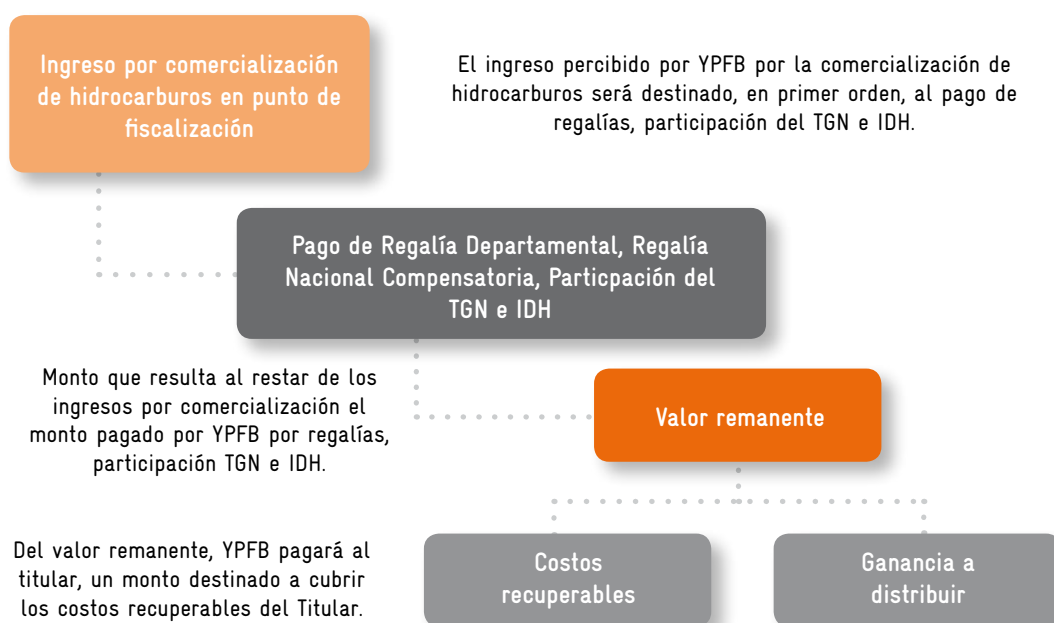 Ingreso por comercialización
de hidrocarburos en punto de
fiscalización
El ingreso percibido por YPFB por la comercialización de
hidrocarburos será destinado, en primer orden, al pago de
regalías, participación del TGN e IDH.
Pago de Regalía Departamental, Regalía
Nacional Compensatoria, Particpación del
TGN e IDH
Monto que resulta al restar de los
ingresos por comercialización el
monto pagado por YPFB por regalías,
participación TGN e IDH.
Valor remanente
Del valor remanente, YPFB pagará al
titular, un monto destinado a cubrir
los costos recuperables del Titular.
Costos
recuperables
Ganancia a
distribuir